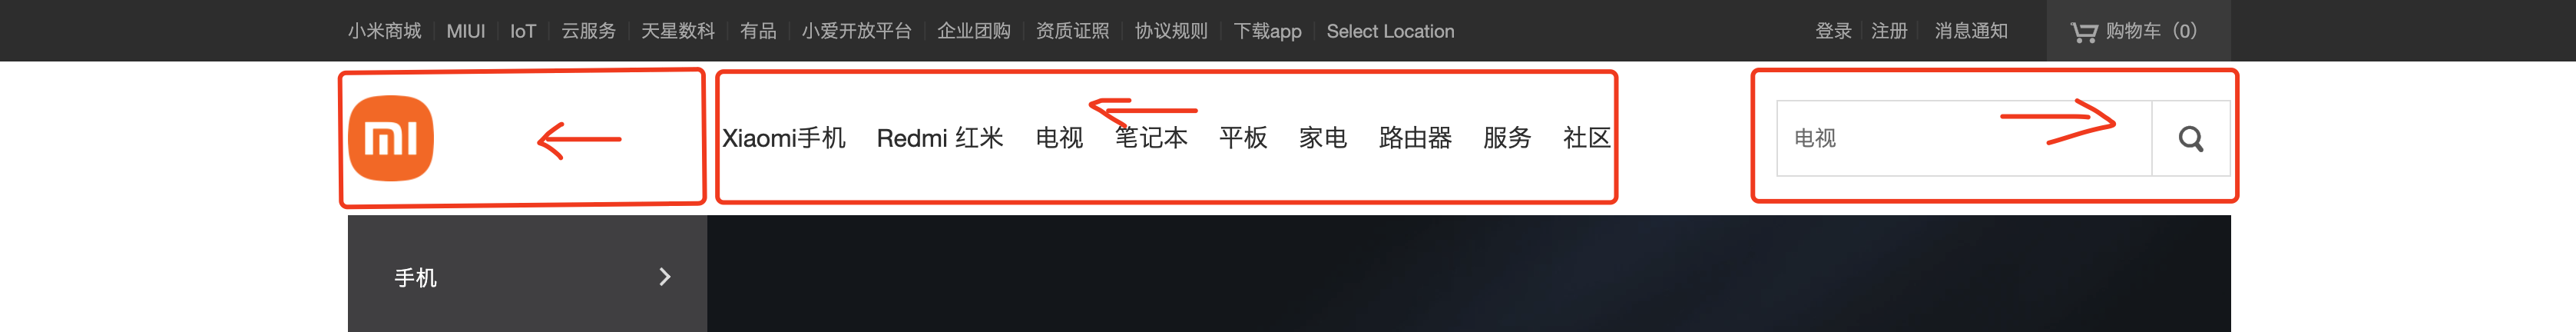 小米商城 MIUI IoT 云服务 天星数科 有品 小爱开放平台 企业团购 资质证照 协议规则 下载app Select Location 登录 注册 消息通知 购物车（0）
mi Xiaomi手机 Redmi 红米 电视 笔记本 平板 家电 路由器 服务 社区 电视
手机